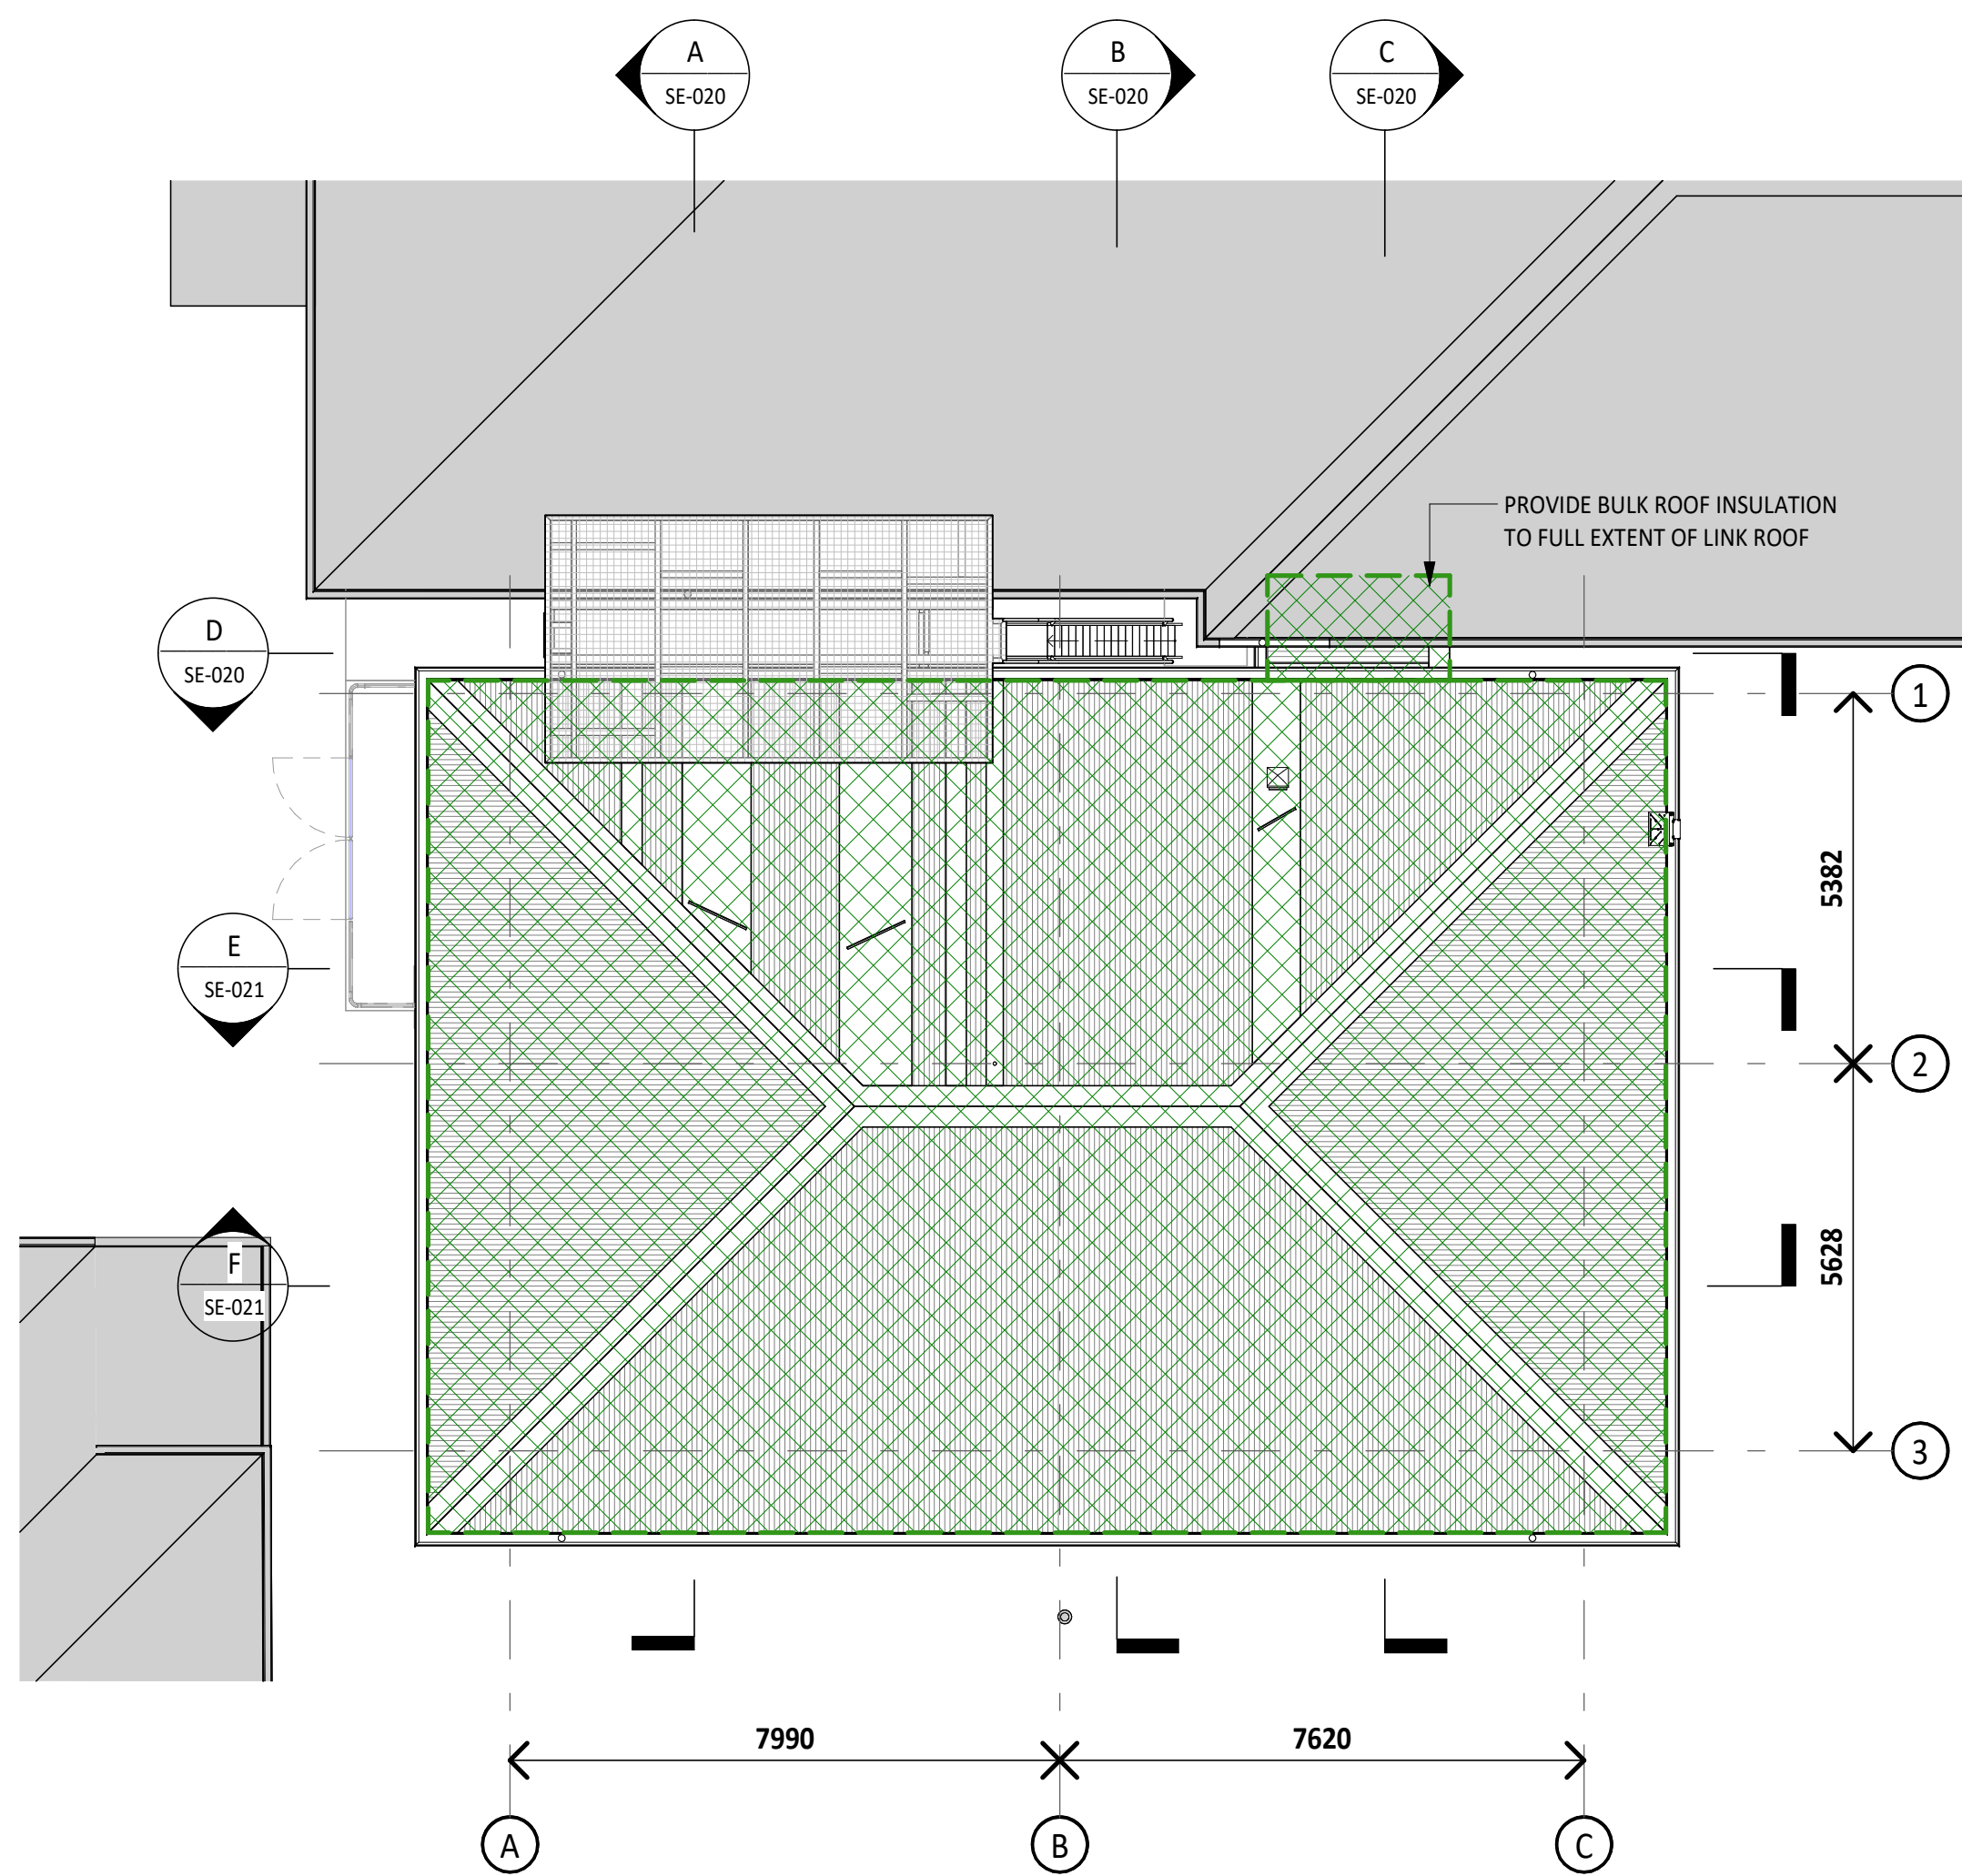 A
SE-020
B
SE-020
C
SE-020
PROVIDE BULK ROOF INSULATION
TO FULL EXTENT OF LINK ROOF
D
SE-020
1
5382
E
SE-021
2
F
SE-021
5628
3
7990
7620
A
B
C